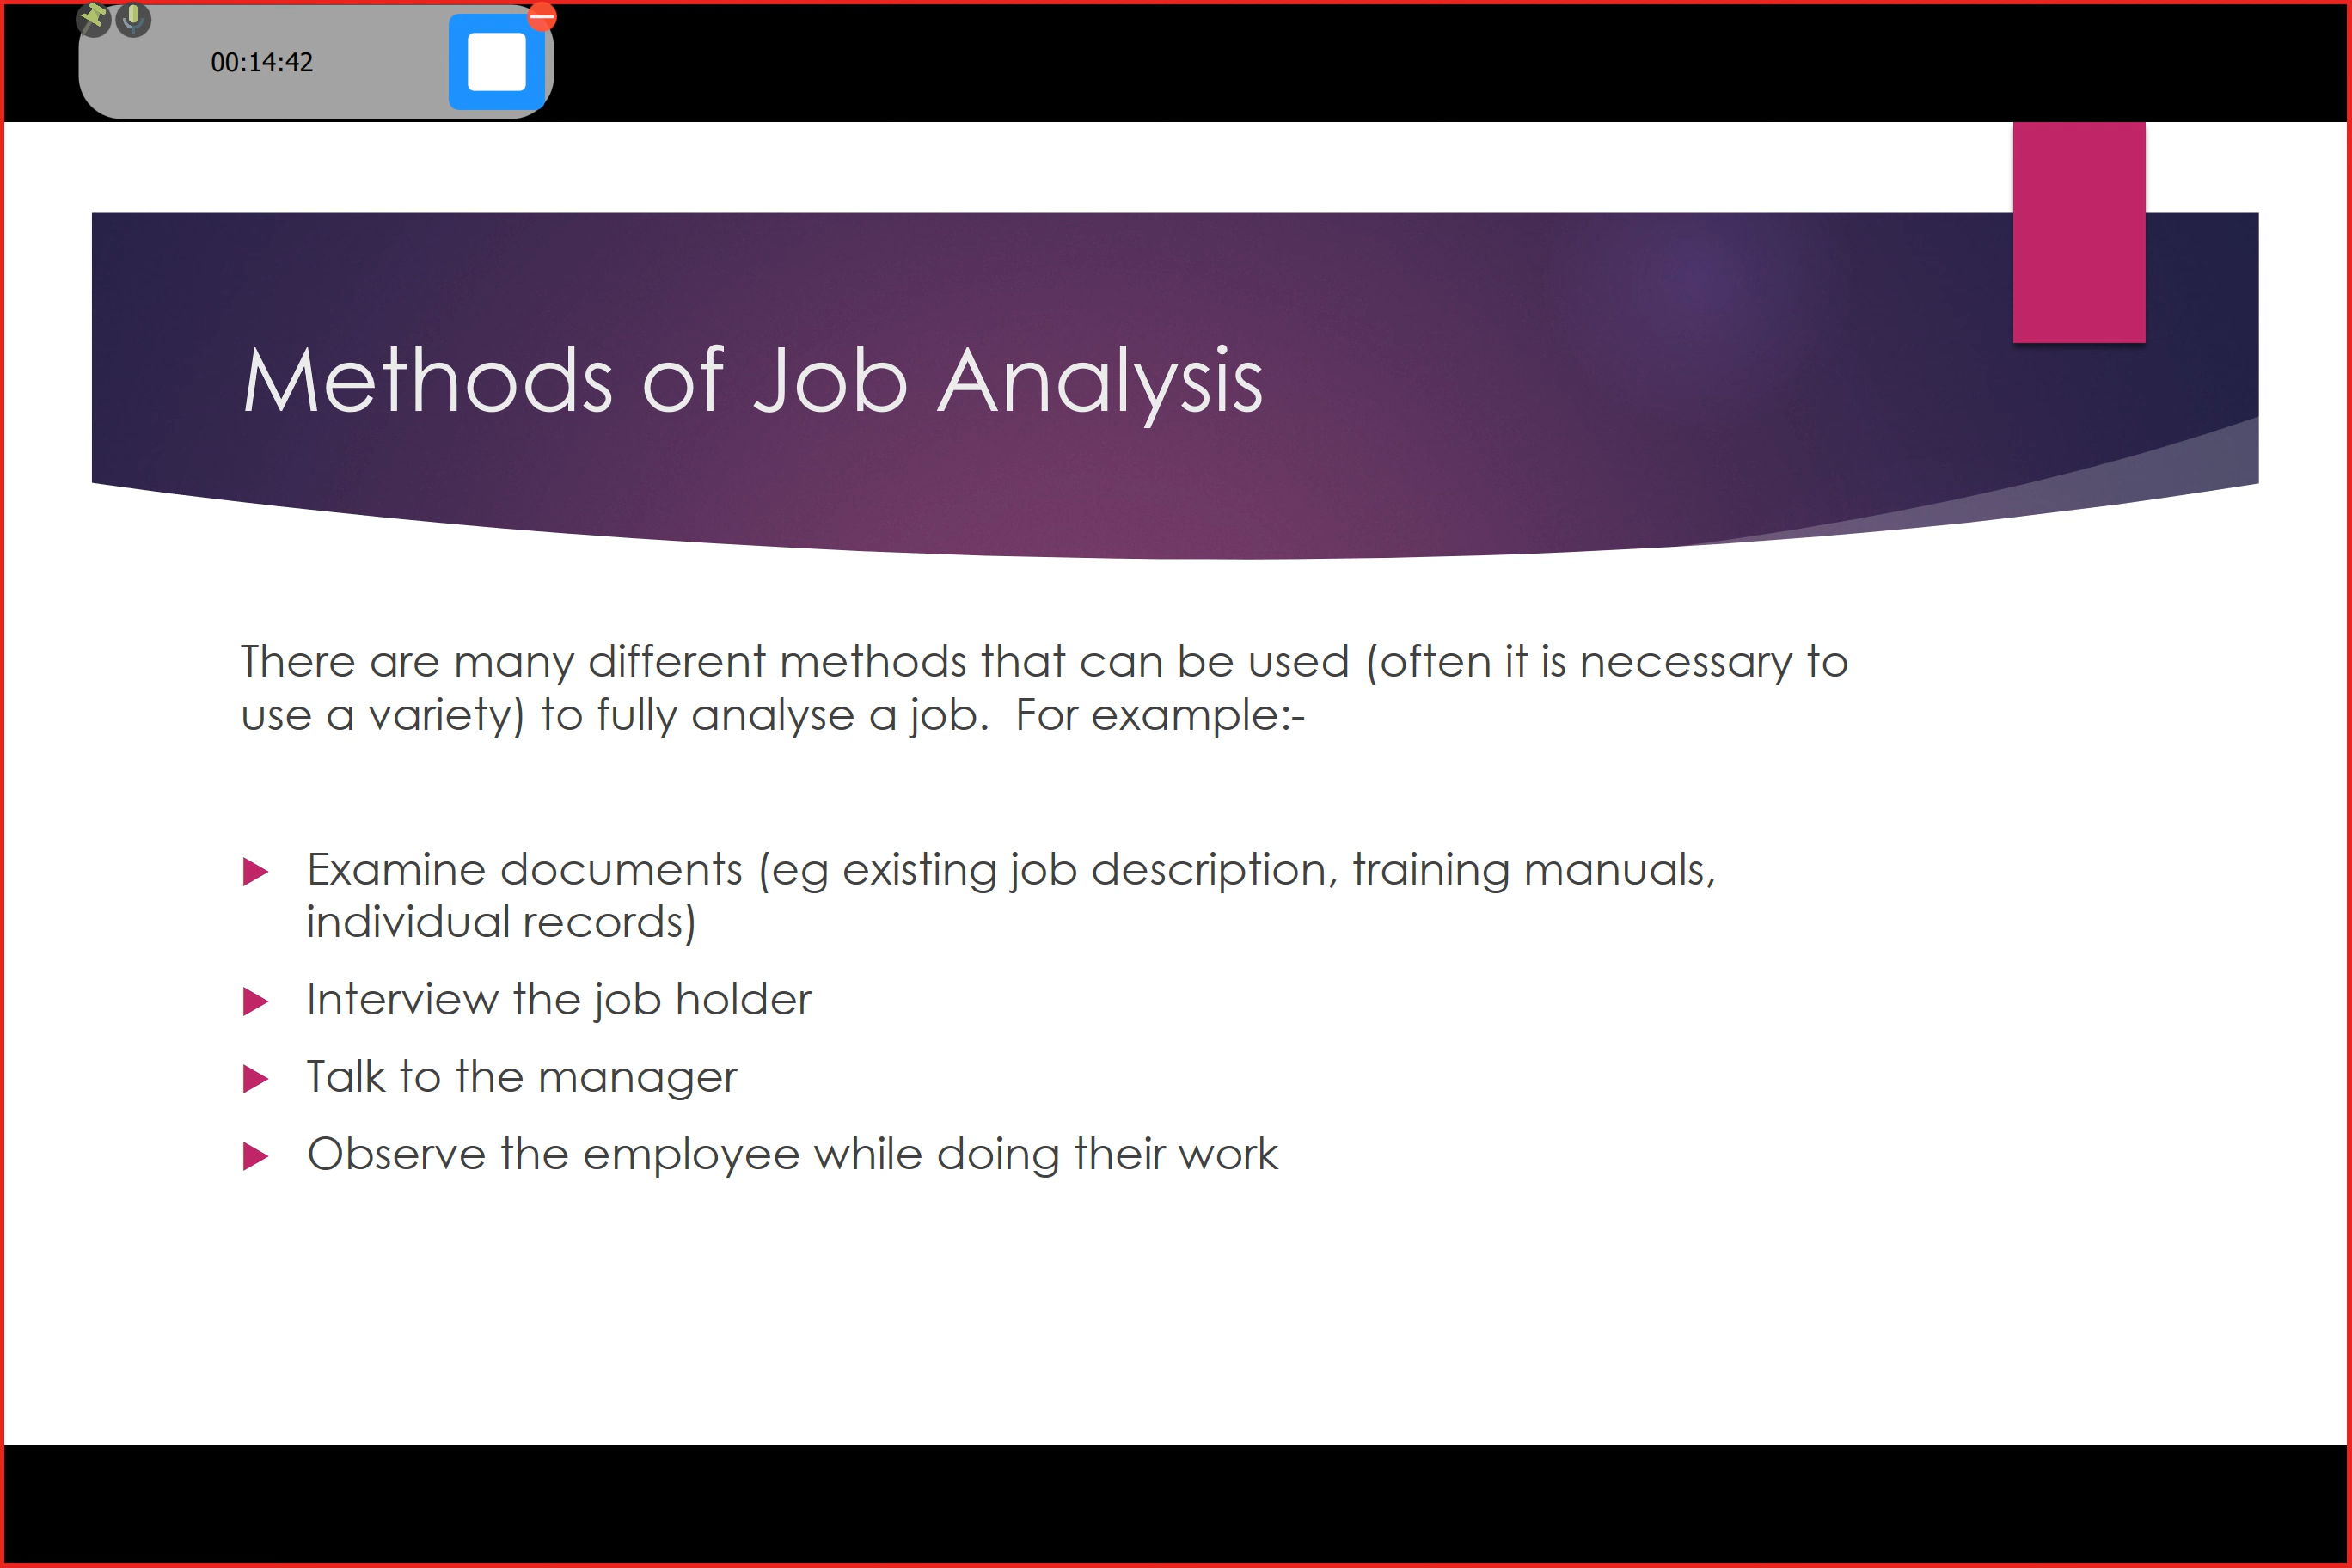 00:14:42
Methods of Job Analysis
There are many different methods that can be used (often it is necessary to
use a variety) to fully analyse a job.  For example:-
Examine documents (eg existing job description, training manuals,
individual records)
Interview the job holder
Talk to the manager
Observe the employee while doing their work